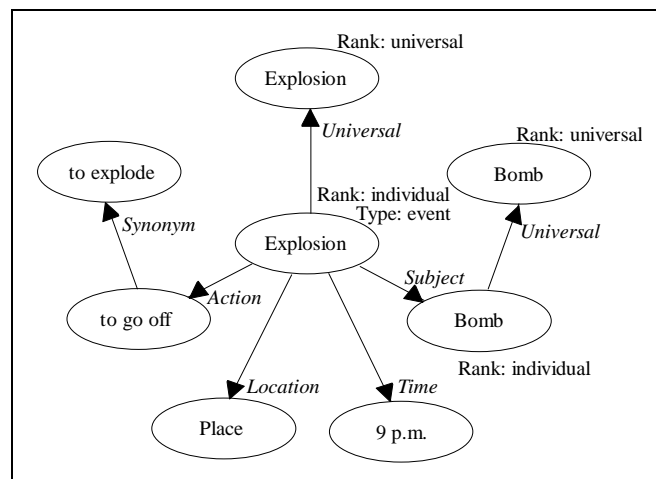 Rank: universal
Explosion
Universal
Rank: universal
to explode
Bomb
Rank: individual
Type: event
Synonym
Universal
Explosion
Subject
Action
to go off
Bomb
Rank: individual
Location
Time
Place
9 p.m.